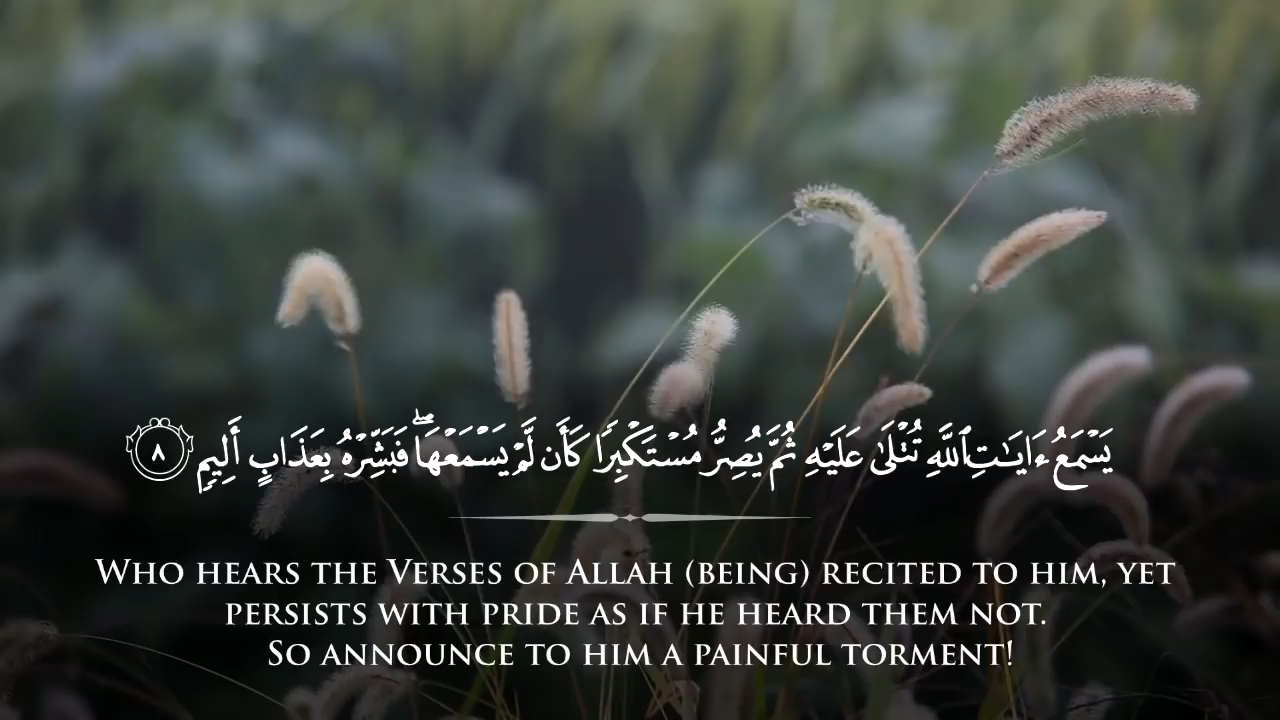 يَسْمَعُ ءَايَـٰتِ ٱللَّهِ تُتْلَىٰ عَلَيْهِ ثُمَّ يُصِرُّ مُسْتَكْبِرًا كَأَن لَّمْ يَسْمَعْهَا ۖ فَبَشِّرْهُ بِعَذَابٍ أَلِيمٍ ٨
WHO HEARS THE VERSES OF ALLAH (BEING) RECITED TO HIM, YET
PERSISTS WITH PRIDE AS IF HE HEARD THEM NOT.
SO ANNOUNCE TO HIM A PAINFUL TORMENT!